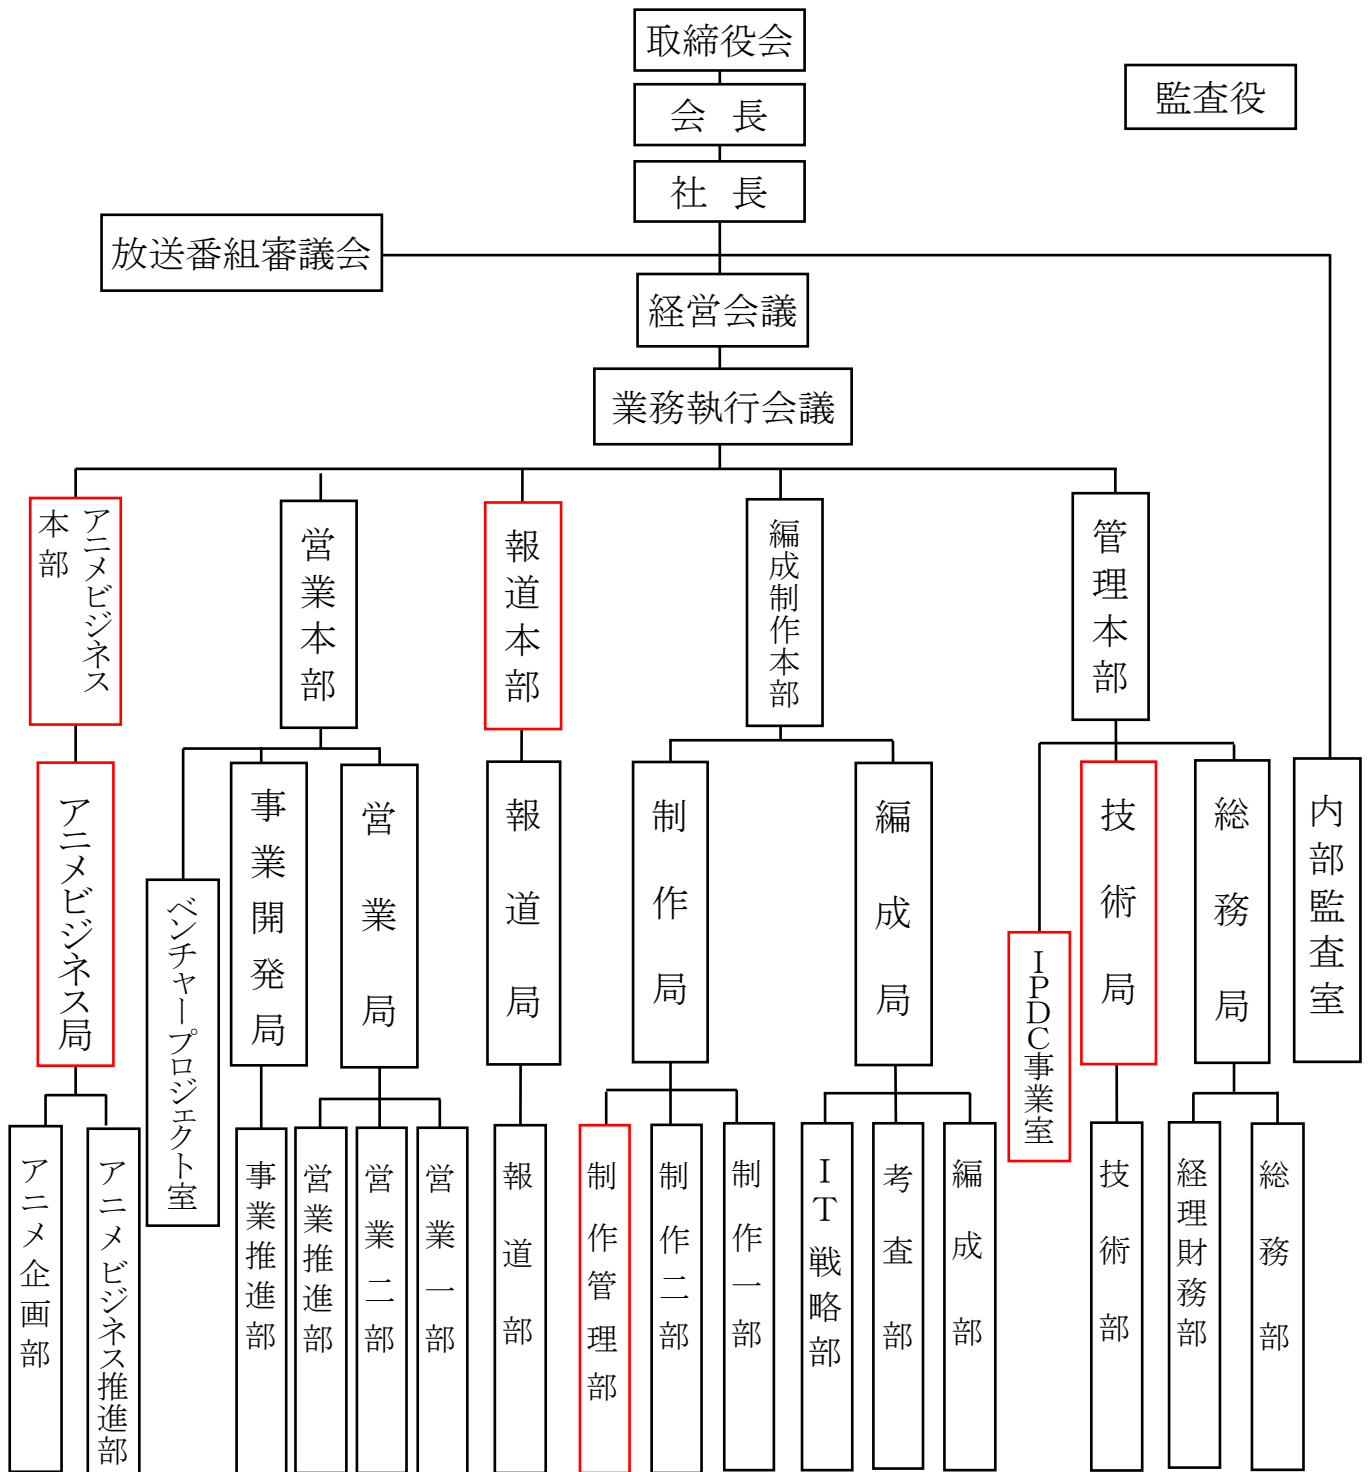 取締役会
監査役
会長
社長
放送番組審議会
経営会議
業務執行会議
アニメビジネス
本部
営業本部
報道本部
編成制作本部
管理本部
アニメビジネス局
ベンチャープロジェクト室
事業開発局
営業局
報道局
制作局
編成局
IPDC事業室
技術局
総務局
内部監査室
アニメ企画部
アニメビジネス推進部
事業推進部
営業推進部
営業二部
営業一部
報道部
制作管理部
制作二部
制作一部
IT戦略部
考査部
編成部
技術部
経理財務部
総務部